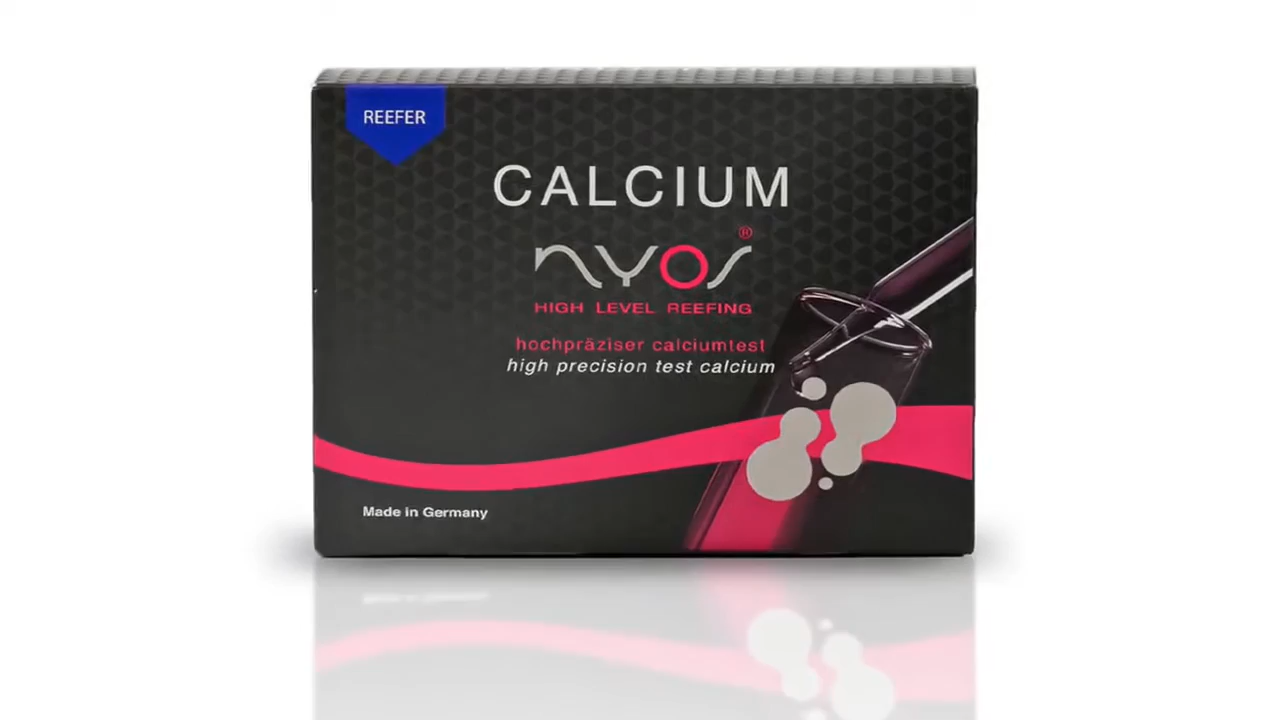 REEFER
CALCIUM
nyos®
HIGH LEVEL REEFING
hochpräziser calciumtest
high precision test calcium
Made in Germany